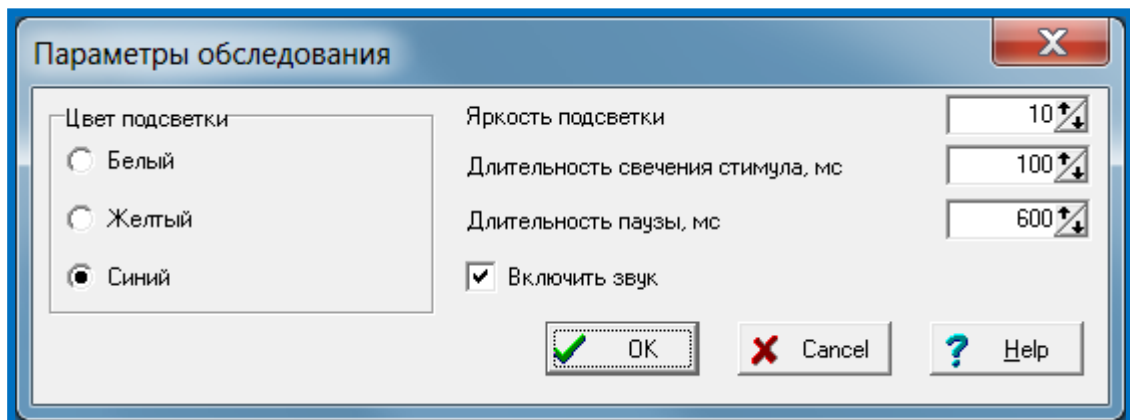 Параметры обследования
Цвет подсветки
Белый
Желтый
Синий
Яркость подсветки 10
Длительность свечения стимула, мс 100
Длительность паузы, мс 600
Включить звук
OK Cancel Help